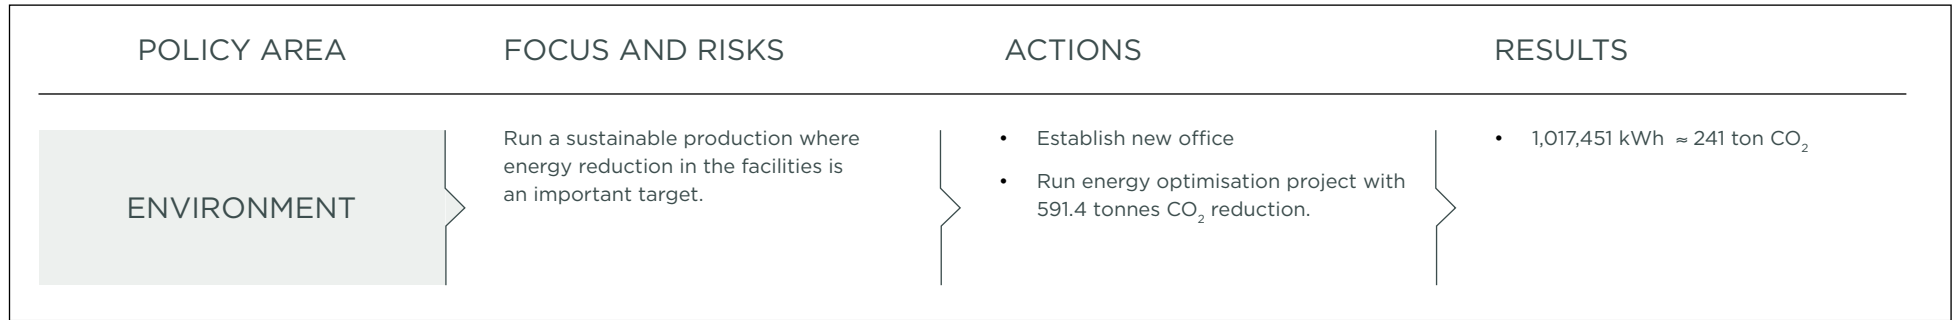 POLICY AREA FOCUS AND RISKS ACTIONS RESULTS
ENVIRONMENT
Run a sustainable production where
energy reduction in the facilities is
an important target.
• Establish new office
• Run energy optimisation project with
591.4 tonnes CO₂ reduction.
• 1,017,451 kWh ≈ 241 ton CO₂